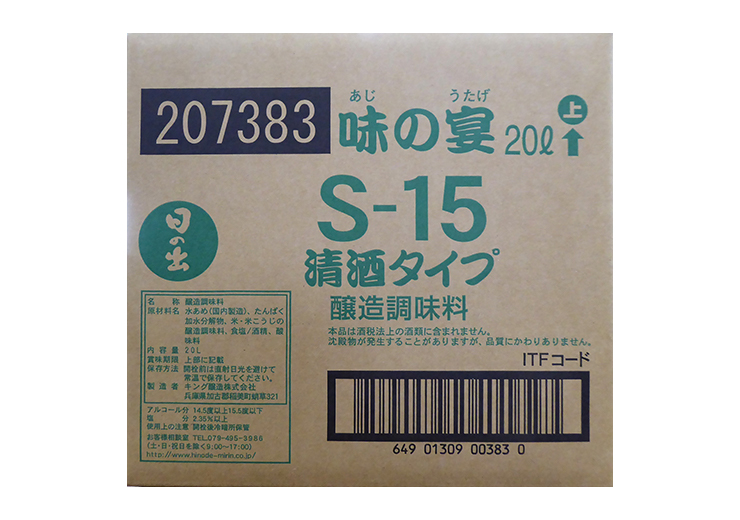 207383
あじ うたげ
味の宴 20ℓ
上
S-15
清酒タイプ
醸造調味料
本品は酒税法上の酒類に含まれません。
沈殿物が発生することがありますが、品質にかわりありません。
日の出
名称 醸造調味料
原材料名 水あめ(国内製造)、たんぱく
加水分解物、米・米こうじの
醸造調味料、食塩/酒精、酸
味料
内容量 20L
賞味期限 上部に記載
保存方法 開栓前は直射日光を避けて
常温で保存してください。
製造者 キング醸造株式会社
兵庫県加古郡稲美町蛸草321
アルコール分 14.5度以上15.5度以下
塩分 2.35%以上
使用上の注意 開栓後冷暗所保管
お客様相談室 TEL.079-495-3986
(土・日・祝日を除く9:00〜17:00)
http://www.hinode-mirin.co.jp/
ITFコード
649 01309 00383 0